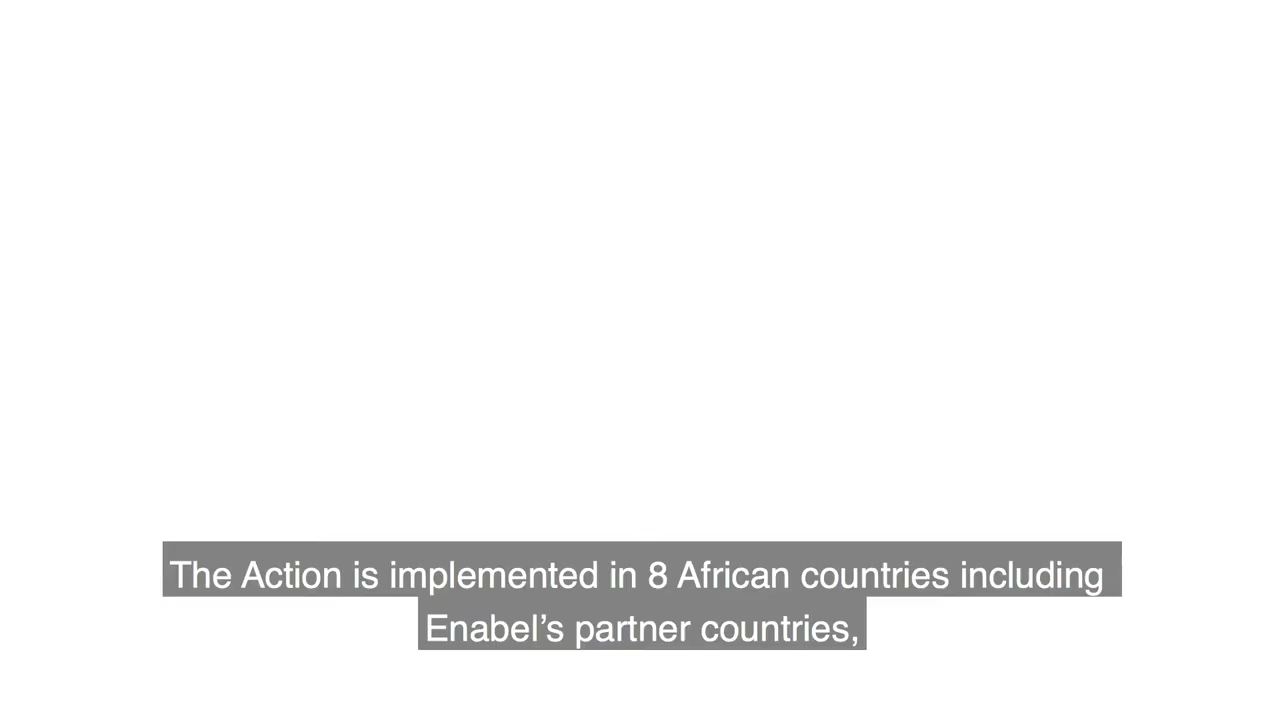 The Action is implemented in 8 African countries including
Enabel’s partner countries,